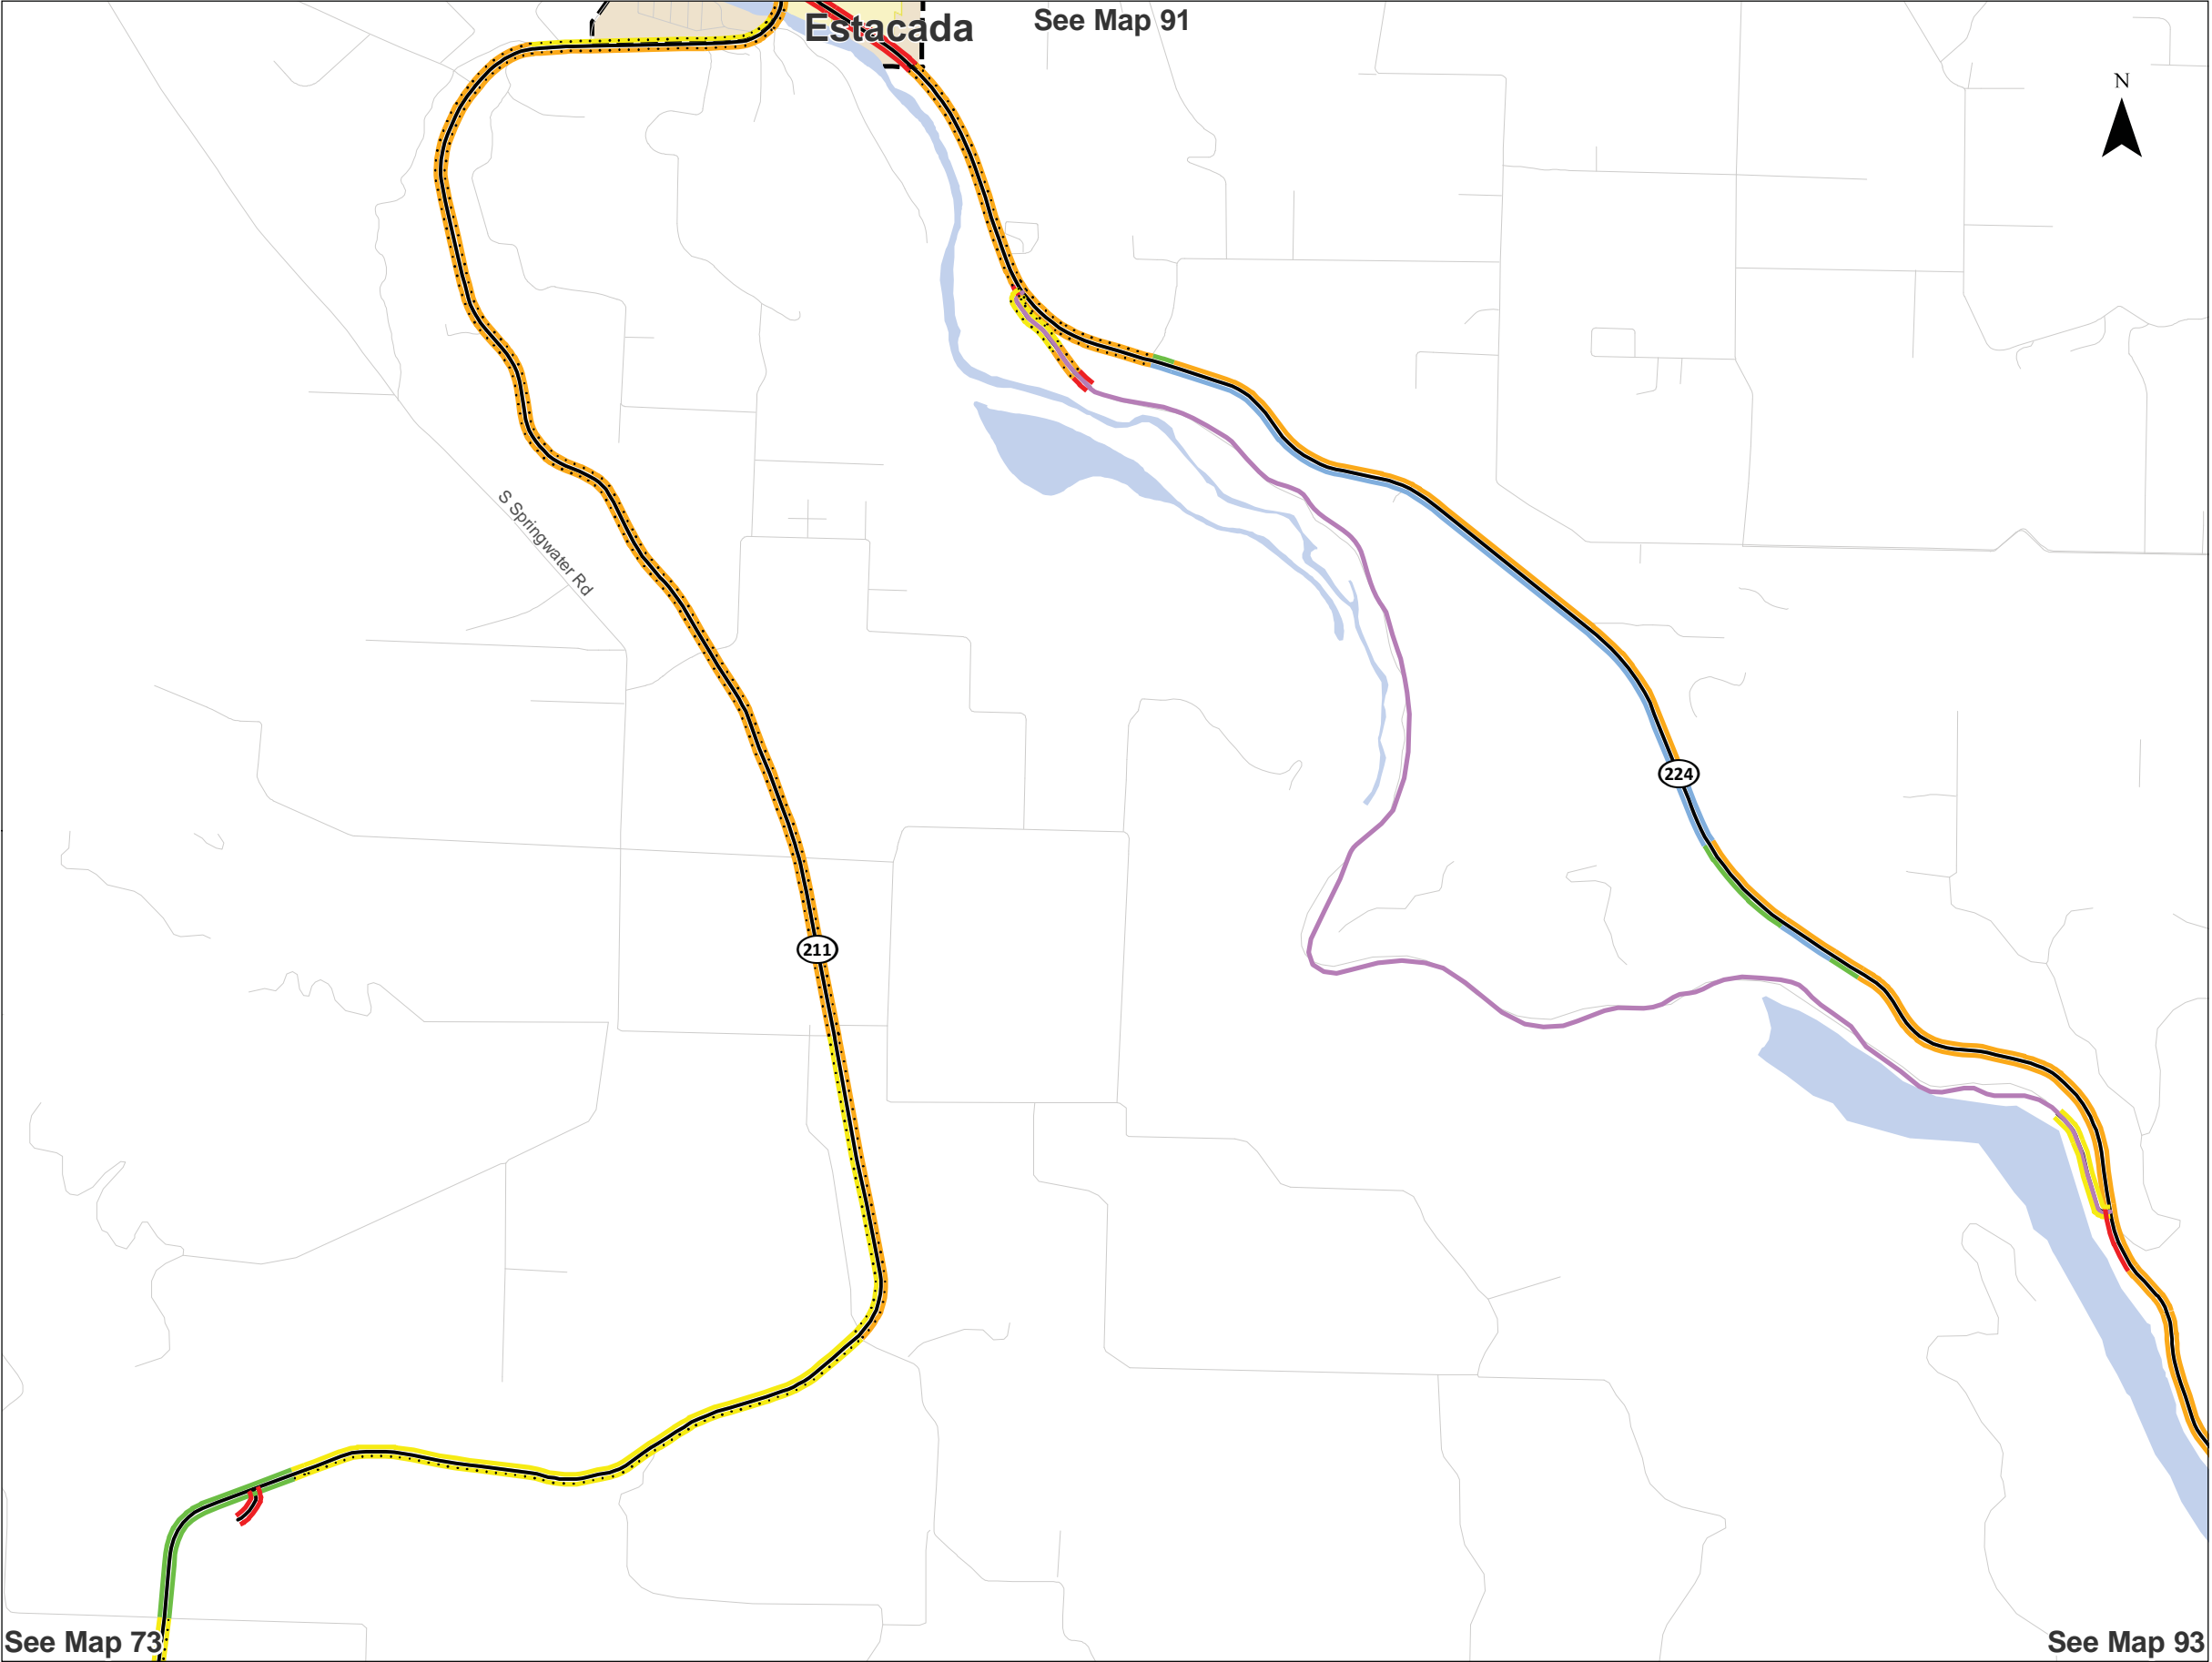 Estacada
See Map 91
N
S Springwater Rd
224
211
See Map 73
See Map 93